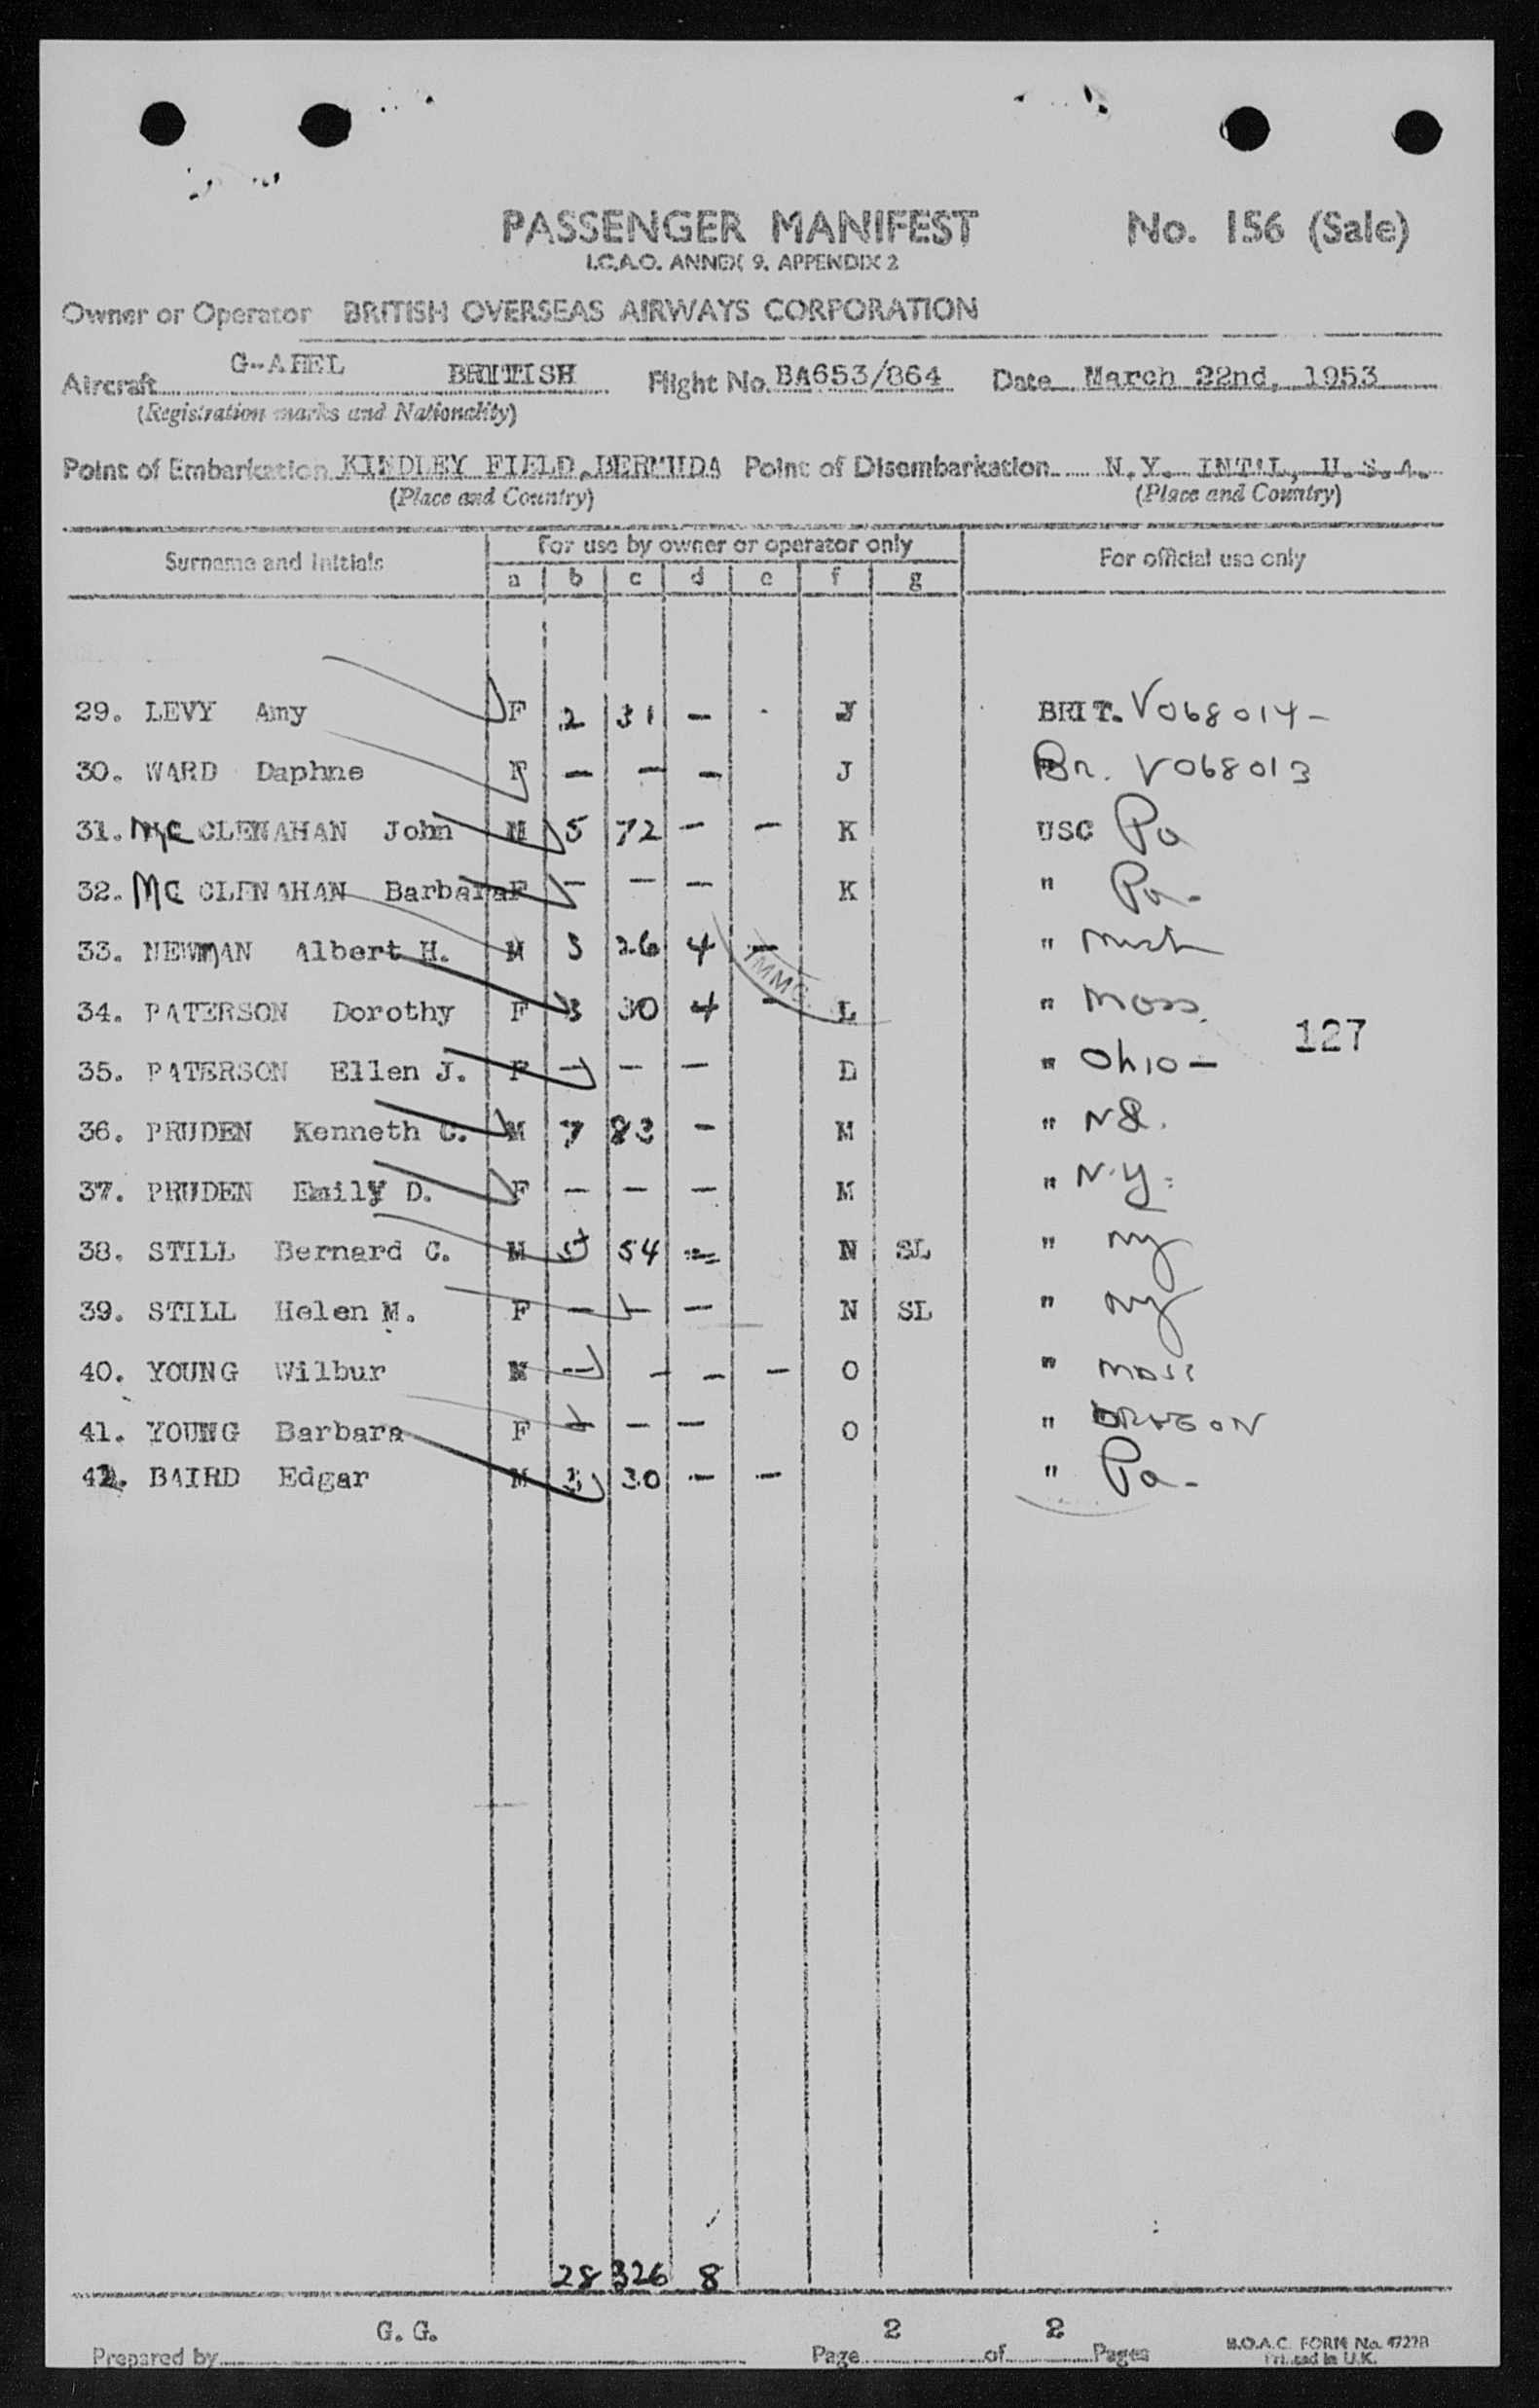 PASSENGER MANIFEST No. 156 (Sale)
I.C.A.O. ANNEX 9. APPENDIX 2
Owner or Operator BRITISH OVERSEAS AIRWAYS CORPORATION
Aircraft G-AHEL BRITISH Flight No. BA653/864 Date March 22nd, 1953
(Registration marks and Nationality)
Point of Embarkation KINDLEY FIELD, BERMUDA Point of Disembarkation N.Y. INT'L, U.S.A.
(Place and Country) (Place and Country)
Surname and Initials For use by owner or operator only For official use only
a b c d e f g
29. LEVY Amy F 2 31 - J BRIT. V068014 -
30. WARD Daphne F - - - J Br. V068013
31. Mc CLENAHAN John M 5 72 - - K USC Pa
32. Mc CLENAHAN Barbara F - - - K " Pa-
33. NEWMAN Albert H. M 3 26 4 - " Mich
IMMG.
34. PATERSON Dorothy F 3 30 4 - L " Mass.
127
35. PATERSON Ellen J. F - - - D " Ohio -
36. PRUDEN Kenneth C. M 7 83 - M "
37. PRUDEN Emily D. F - - - M " N.Y.
38. STILL Bernard C. M 5 54 - N SL " NY
39. STILL Helen M. F - - - N SL " NY
40. YOUNG Wilbur M - - - - O " Mass
41. YOUNG Barbara F - - - O " OREGON
42. BAIRD Edgar M 3 30 - - " Pa-
28 326 8
Prepared by G. G. Page 2 of 2 Pages
B.O.A.C. FORM No. 4722B
Printed in U.K.